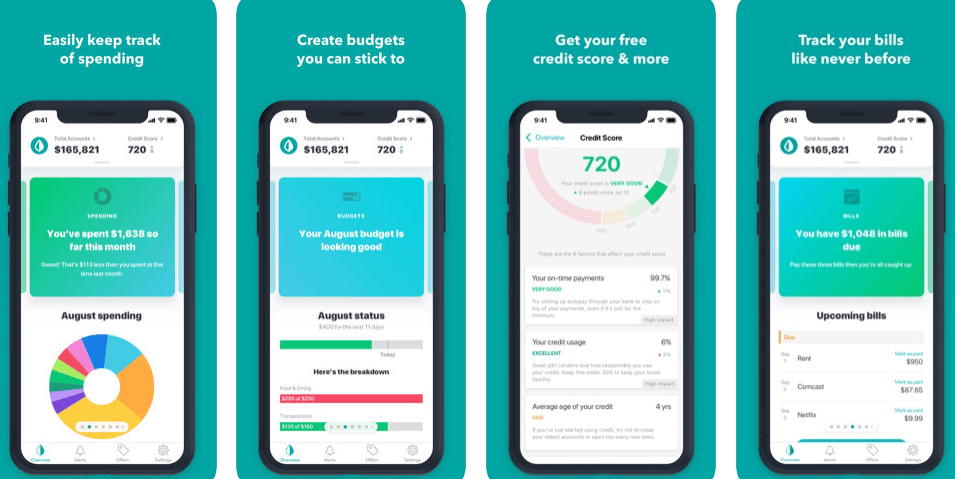 Easily keep track
of spending
9:41
Total Accounts >
Credit Score >
$165,821
720
SPENDING
You've spent $1,638 so
far this month
Sweet! That's $113 less than you spent at this
time last month.
August spending
Overview
Alerts
Offers
Settings
Create budgets
you can stick to
9:41
Total Accounts >
Credit Score >
$165,821
720
BUDGETS
Your August budget is
looking good
August status
$400 for the next 11 days
Today
Here's the breakdown
Food & Dining
$295 of $200
Transportation
$135 of $180
Overview
Alerts
Offers
Settings
Get your free
credit score & more
9:41
Overview
Credit Score
720
Your credit score is VERY GOOD
6 points since Jul 12
These are the 6 factors that affect your credit score
Your on-time payments
99.7%
VERY GOOD
1%
Try setting up autopay through your bank to stay on
top of your payments, even if it's just for the
minimum.
High impact
Your credit usage
6%
EXCELLENT
Great job! Lenders love how responsibly you use
your credit. Keep this under 30% to keep your score
healthy.
High impact
Average age of your credit
4 yrs
FAIR
If you've just started using credit, try not to close
your oldest accounts or open too many new ones.
Track your bills
like never before
9:41
Total Accounts >
Credit Score >
$165,821
720
BILLS
You have $1,048 in bills
due
Pay these three bills then you're all caught up
Upcoming bills
Due
Sep
1
Rent
Mark as paid
$950
Sep
Comcast
Mark as paid
$87.65
Sep
Netflix
Mark as paid
$9.99
Overview
Alerts
Offers
Settings